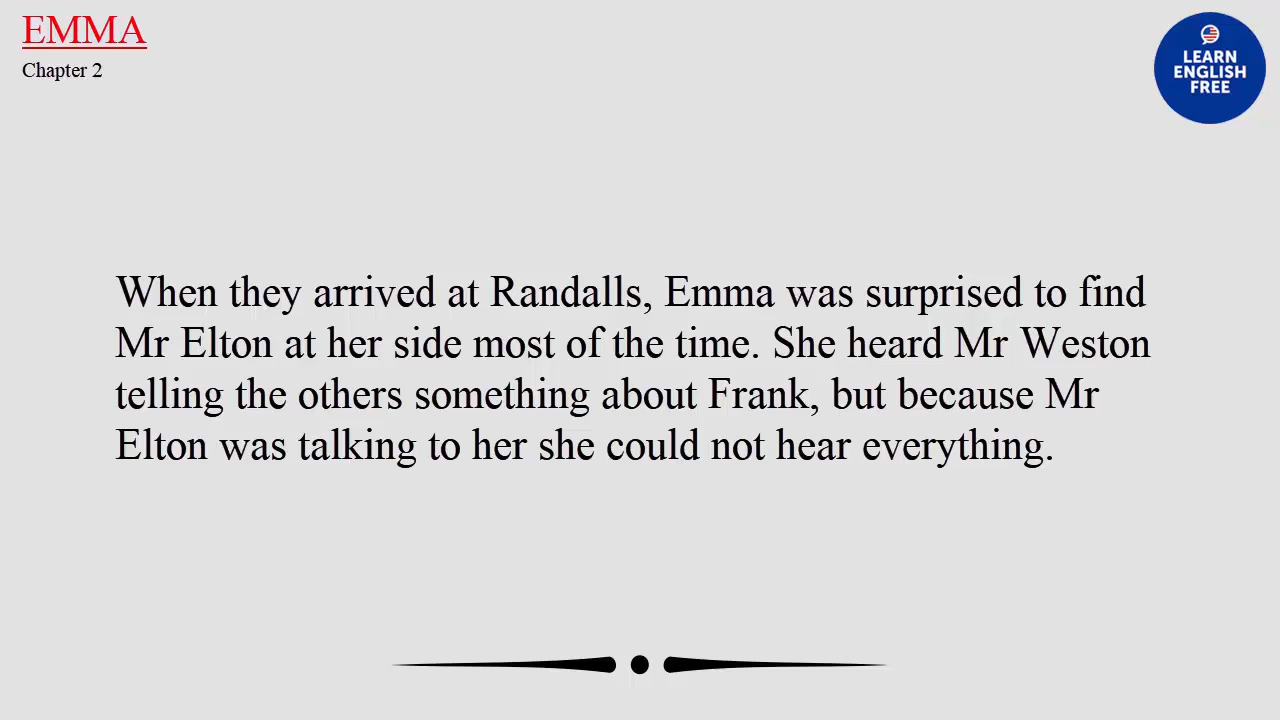 EMMA
Chapter 2
LEARN
ENGLISH
FREE
When they arrived at Randalls, Emma was surprised to find
Mr Elton at her side most of the time. She heard Mr Weston
telling the others something about Frank, but because Mr
Elton was talking to her she could not hear everything.